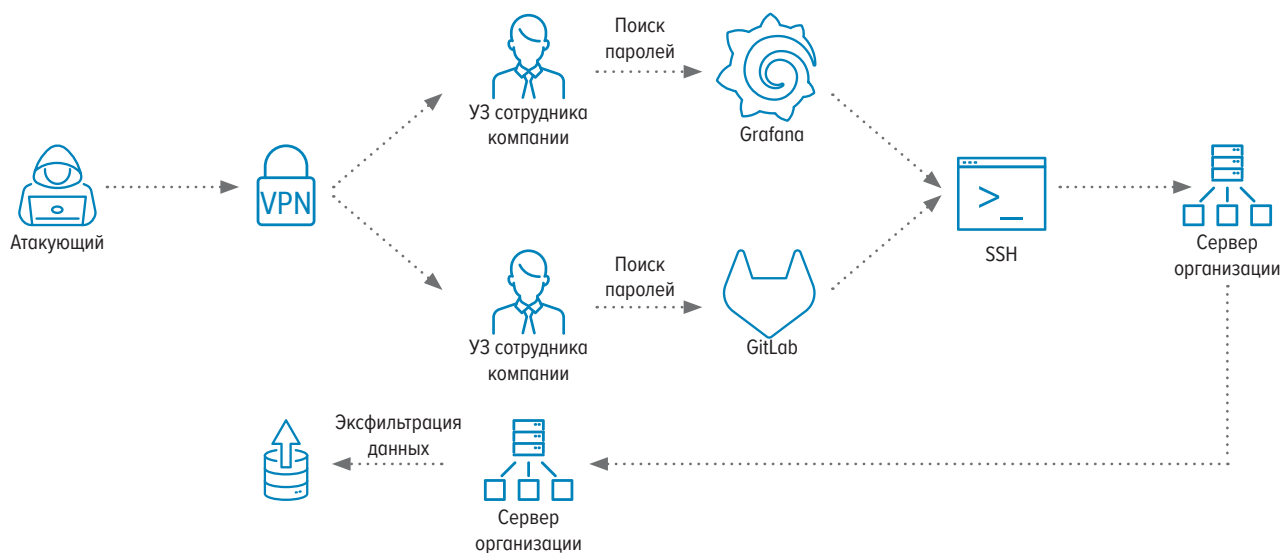 Поиск
паролей
УЗ сотрудника
компании
Grafana
Атакующий
VPN
>_
SSH
Сервер
организации
Поиск
паролей
УЗ сотрудника
компании
GitLab
Эксфильтрация
данных
Сервер
организации